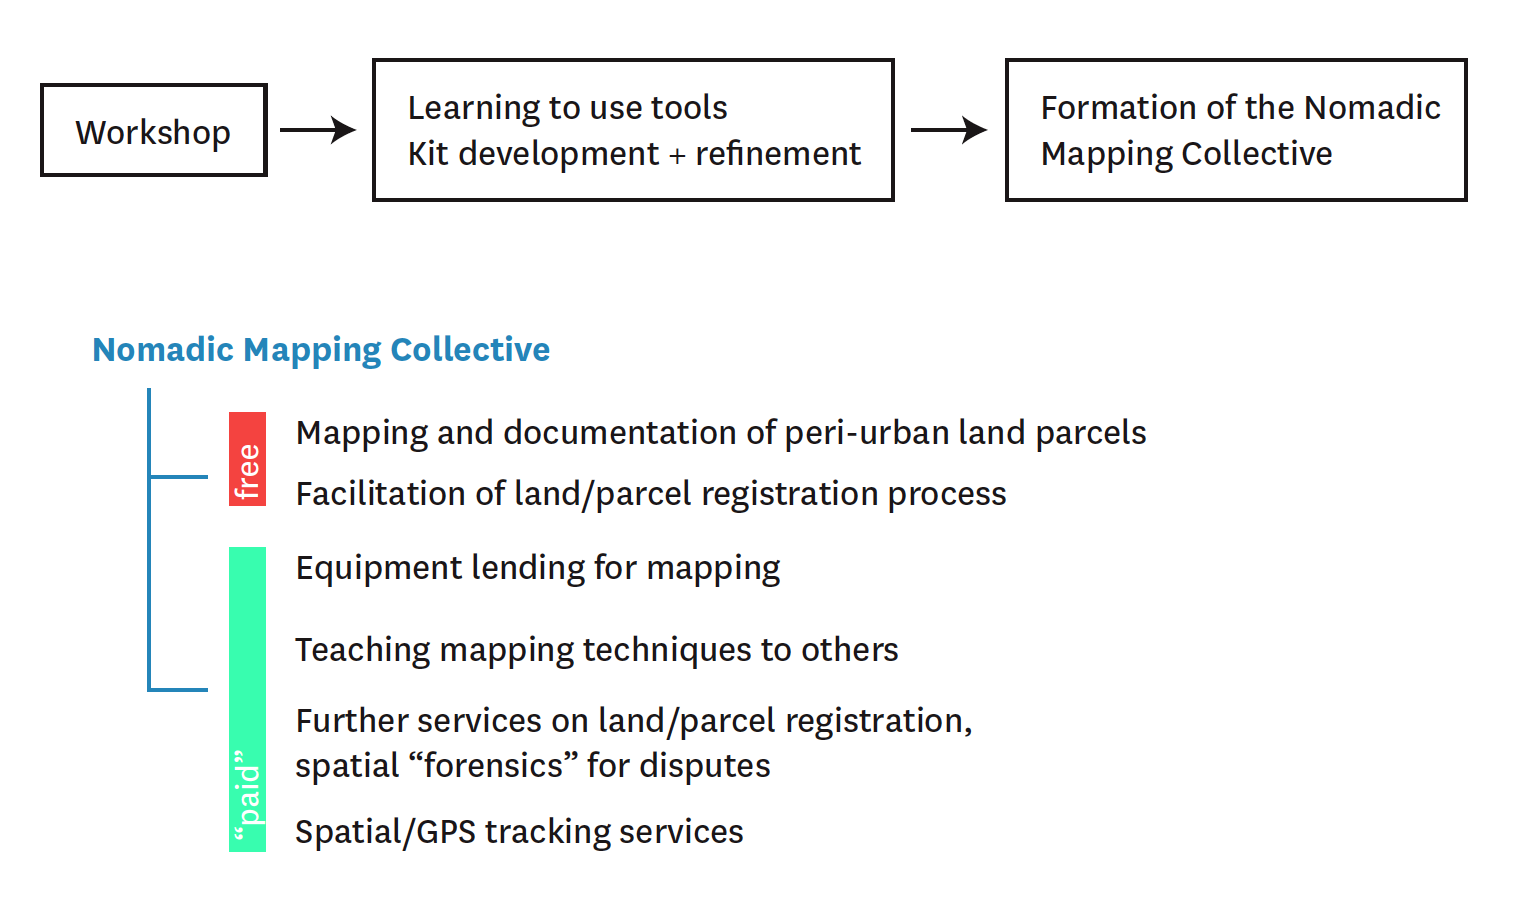 Workshop
Learning to use tools
Kit development + refinement
Formation of the Nomadic
Mapping Collective
Nomadic Mapping Collective
free
Mapping and documentation of peri-urban land parcels
Facilitation of land/parcel registration process
“paid”
Equipment lending for mapping
Teaching mapping techniques to others
Further services on land/parcel registration,
spatial “forensics” for disputes
Spatial/GPS tracking services